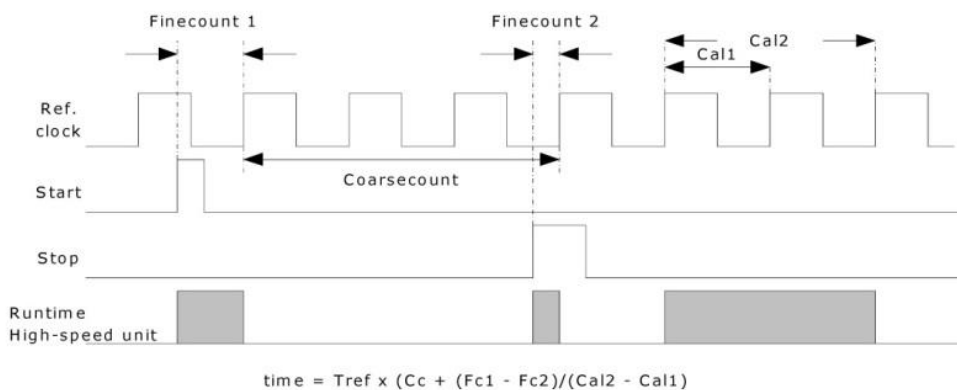 Finecount 1
Finecount 2
Cal2
Cal1
Ref.
clock
Coarsecount
Start
Stop
Runtime
High-speed unit
time = Tref x (Cc + (Fc1 - Fc2)/(Cal2 - Cal1)